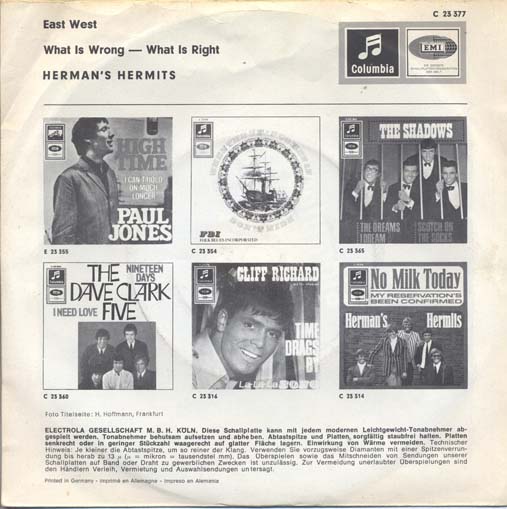 East West
C 23 377
What Is Wrong — What Is Right
HERMAN'S HERMITS
Columbia
EMI
HIGH
TIME
I CAN'T HOLD
ON MUCH
LONGER
PAUL
JONES
E 23 355
DON'T HIDE
FBI
FOLK BLUES INCORPORATED
C 23 354
THE SHADOWS
THE DREAMS
I DREAM
SCOTCH ON
THE SOCKS
C 23 365
THE
NINETEEN
DAYS
DAVE CLARK
I NEED LOVE
FIVE
C 23 360
CLIFF RICHARD
TIME
DRAGS
BY
La-La-La
C 23 316
No Milk Today
MY RESERVATION'S
BEEN CONFIRMED
Herman's Hermits
C 23 314
Foto Titelseite: H. Hoffmann, Frankfurt
ELECTROLA GESELLSCHAFT M. B. H. KÖLN. Diese Schallplatte kann mit jedem modernen Leichtgewicht-Tonabnehmer ab-
gespielt werden. Tonabnehmer behutsam aufsetzen und abheben. Abtastspitze und Platten, sorgfältig staubfrei halten. Platten
senkrecht oder in geringer Stückzahl waagerecht auf glatter Fläche lagern. Einwirkung von Wärme vermeiden. Technischer
Hinweis: Je kleiner die Abtastspitze, um so reiner der Klang. Verwenden Sie vorzugsweise Diamanten mit einer Spitzenverrun-
dung bis herab zu 13 µ (µ = mikron = tausendstel mm). Das Überspielen sowie das Mitschneiden von Sendungen unserer
Schallplatten auf Band oder Draht zu gewerblichen Zwecken ist unzulässig. Zur Vermeidung unerlaubter Überspielungen sind
den Händlern Verleih, Vermietung und Auswahlsendungen untersagt.
Printed in Germany - Imprimé en Allemagne - Impreso en Alemania